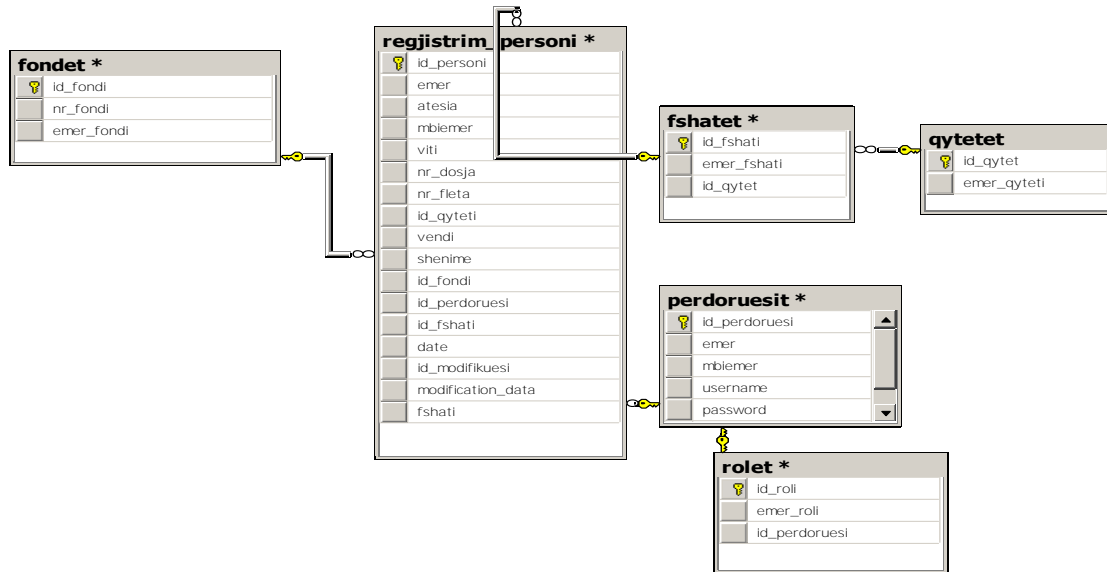 fondet *
id_fondi
nr_fondi
emer_fondi
regjistrim_personi *
id_personi
emer
atesia
mbiemer
viti
nr_dosja
nr_fleta
id_qyteti
vendi
shenime
id_fondi
id_perdoruesi
id_fshati
date
id_modifikuesi
modification_data
fshati
fshatet *
id_fshati
emer_fshati
id_qytet
qytetet
id_qytet
emer_qyteti
perdoruesit *
id_perdoruesi
emer
mbiemer
username
password
rolet *
id_roli
emer_roli
id_perdoruesi